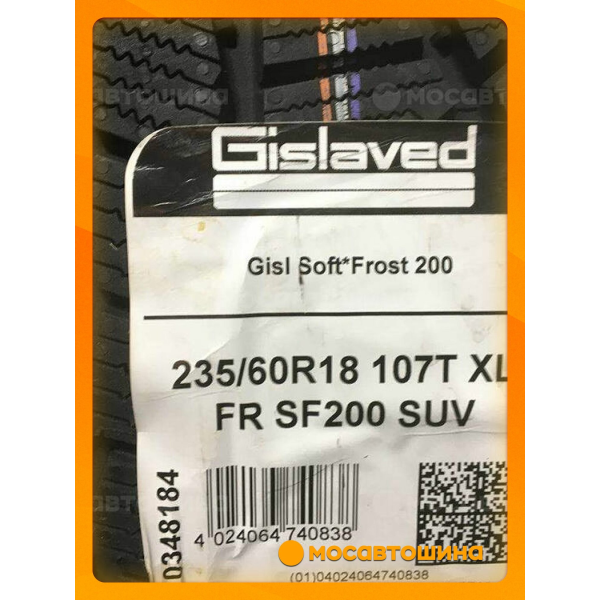 мосавтошина
мосавто
Gislaved
Gisl Soft*Frost 200
235/60R18 107T XL
FR SF200 SUV
0348184
4 024064 740838
мосавтошина
(01)04024064740838